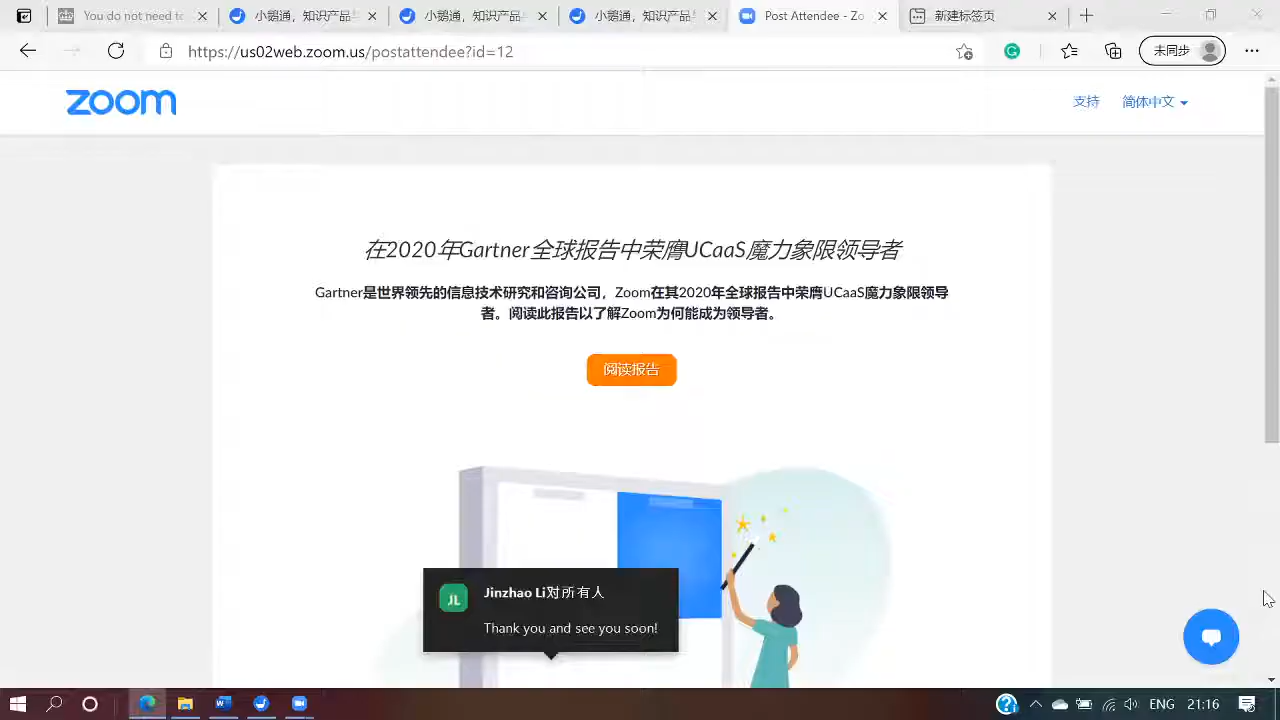 You do not need to
小鹅通，知识产品与
小鹅通，知识产品与
小鹅通，知识产品与
Post Attendee - Zo
新建标签页
https://us02web.zoom.us/postattendee?id=12
未同步
zoom
支持
简体中文
在2020年Gartner全球报告中荣膺UCaaS魔力象限领导者
Gartner是世界领先的信息技术研究和咨询公司，Zoom在其2020年全球报告中荣膺UCaaS魔力象限领导
者。阅读此报告以了解Zoom为何能成为领导者。
阅读报告
JL
Jinzhao Li对所有人
Thank you and see you soon!
ENG
21:16